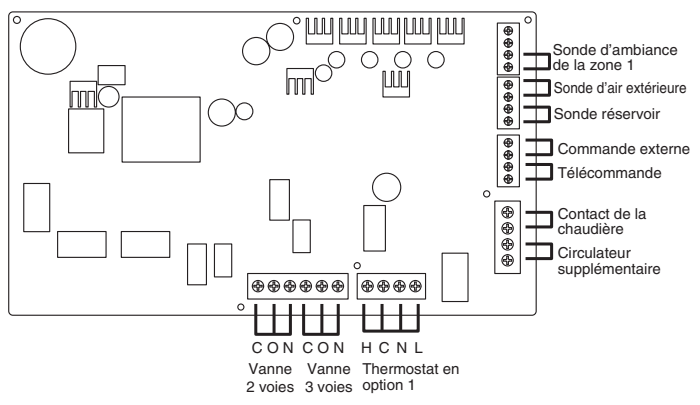 Sonde d'ambiance
de la zone 1
Sonde d'air extérieure
Sonde réservoir
Commande externe
Télécommande
Contact de la
chaudière
Circulateur
supplémentaire
C O N C O N H C N L
Vanne Vanne Thermostat en
2 voies 3 voies option 1